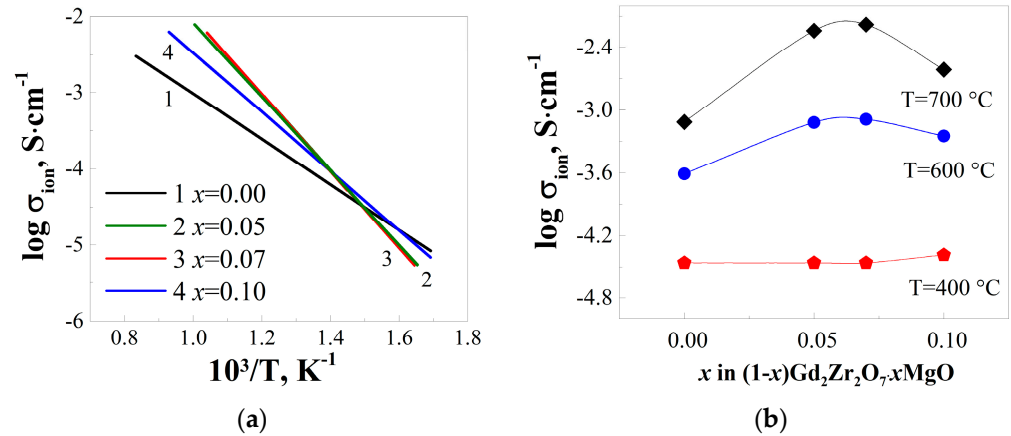 log σion, S·cm-1
-2
-3
-4
-5
-6
0.8 1.0 1.2 1.4 1.6 1.8
10³/T, K-1
4
1
3
2
1 x=0.00
2 x=0.05
3 x=0.07
4 x=0.10
(a)
log σion, S·cm-1
-2.4
-3.0
-3.6
-4.2
-4.8
T=700 °C
T=600 °C
T=400 °C
0.00 0.05 0.10
x in (1-x)Gd2Zr2O7·xMgO
(b)